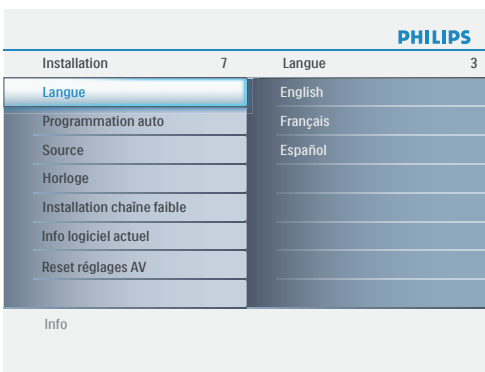 PHILIPS
Installation 7 Langue 3
Langue English
Programmation auto Français
Source Español
Horloge
Installation chaîne faible
Info logiciel actuel
Reset réglages AV
Info